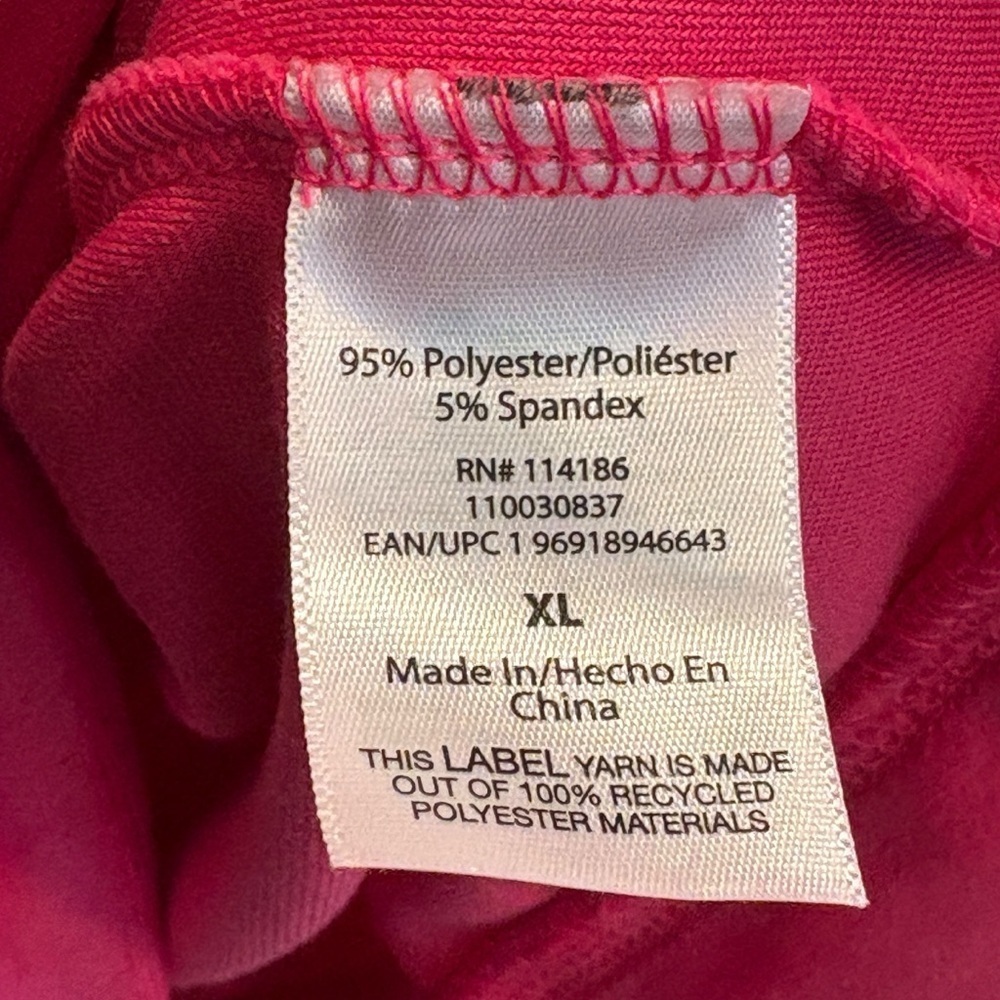 95% Polyester/Poliéster
5% Spandex
RN# 114186
110030837
EAN/UPC 1 96918946643
XL
Made In/Hecho En
China
THIS LABEL YARN IS MADE
OUT OF 100% RECYCLED
POLYESTER MATERIALS